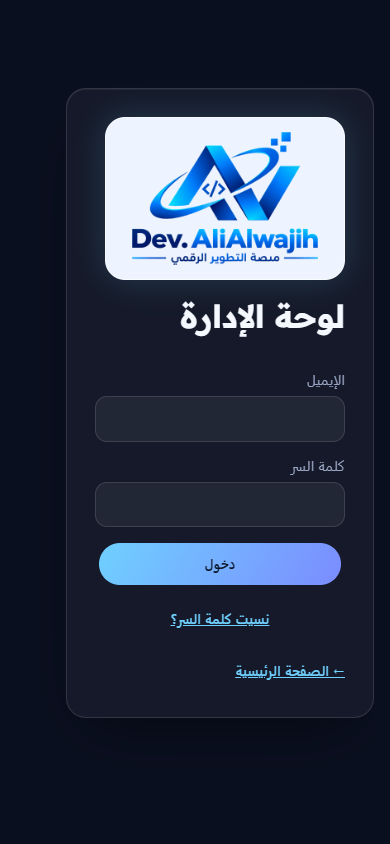 Dev. AliAlwajih
منصة التطوير الرقمي
لوحة الإدارة
الإيميل
كلمة السر
دخول
نسيت كلمة السر؟
← الصفحة الرئيسية